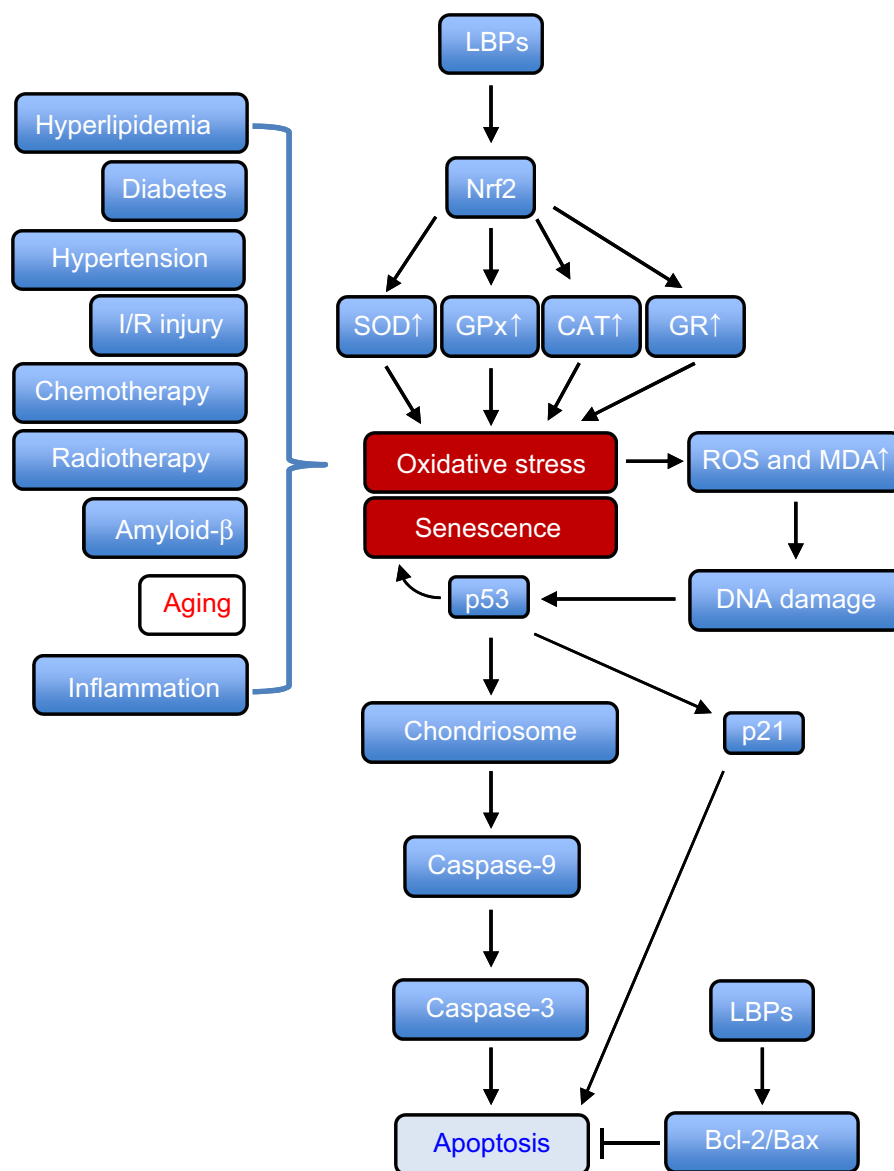 LBPs
Hyperlipidemia
Diabetes
Hypertension
I/R injury
Chemotherapy
Radiotherapy
Amyloid-β
Aging
Inflammation
Nrf2
SOD↑
GPx↑
CAT↑
GR↑
Oxidative stress
Senescence
ROS and MDA↑
DNA damage
p53
Chondriosome
p21
Caspase-9
Caspase-3
LBPs
Apoptosis
Bcl-2/Bax